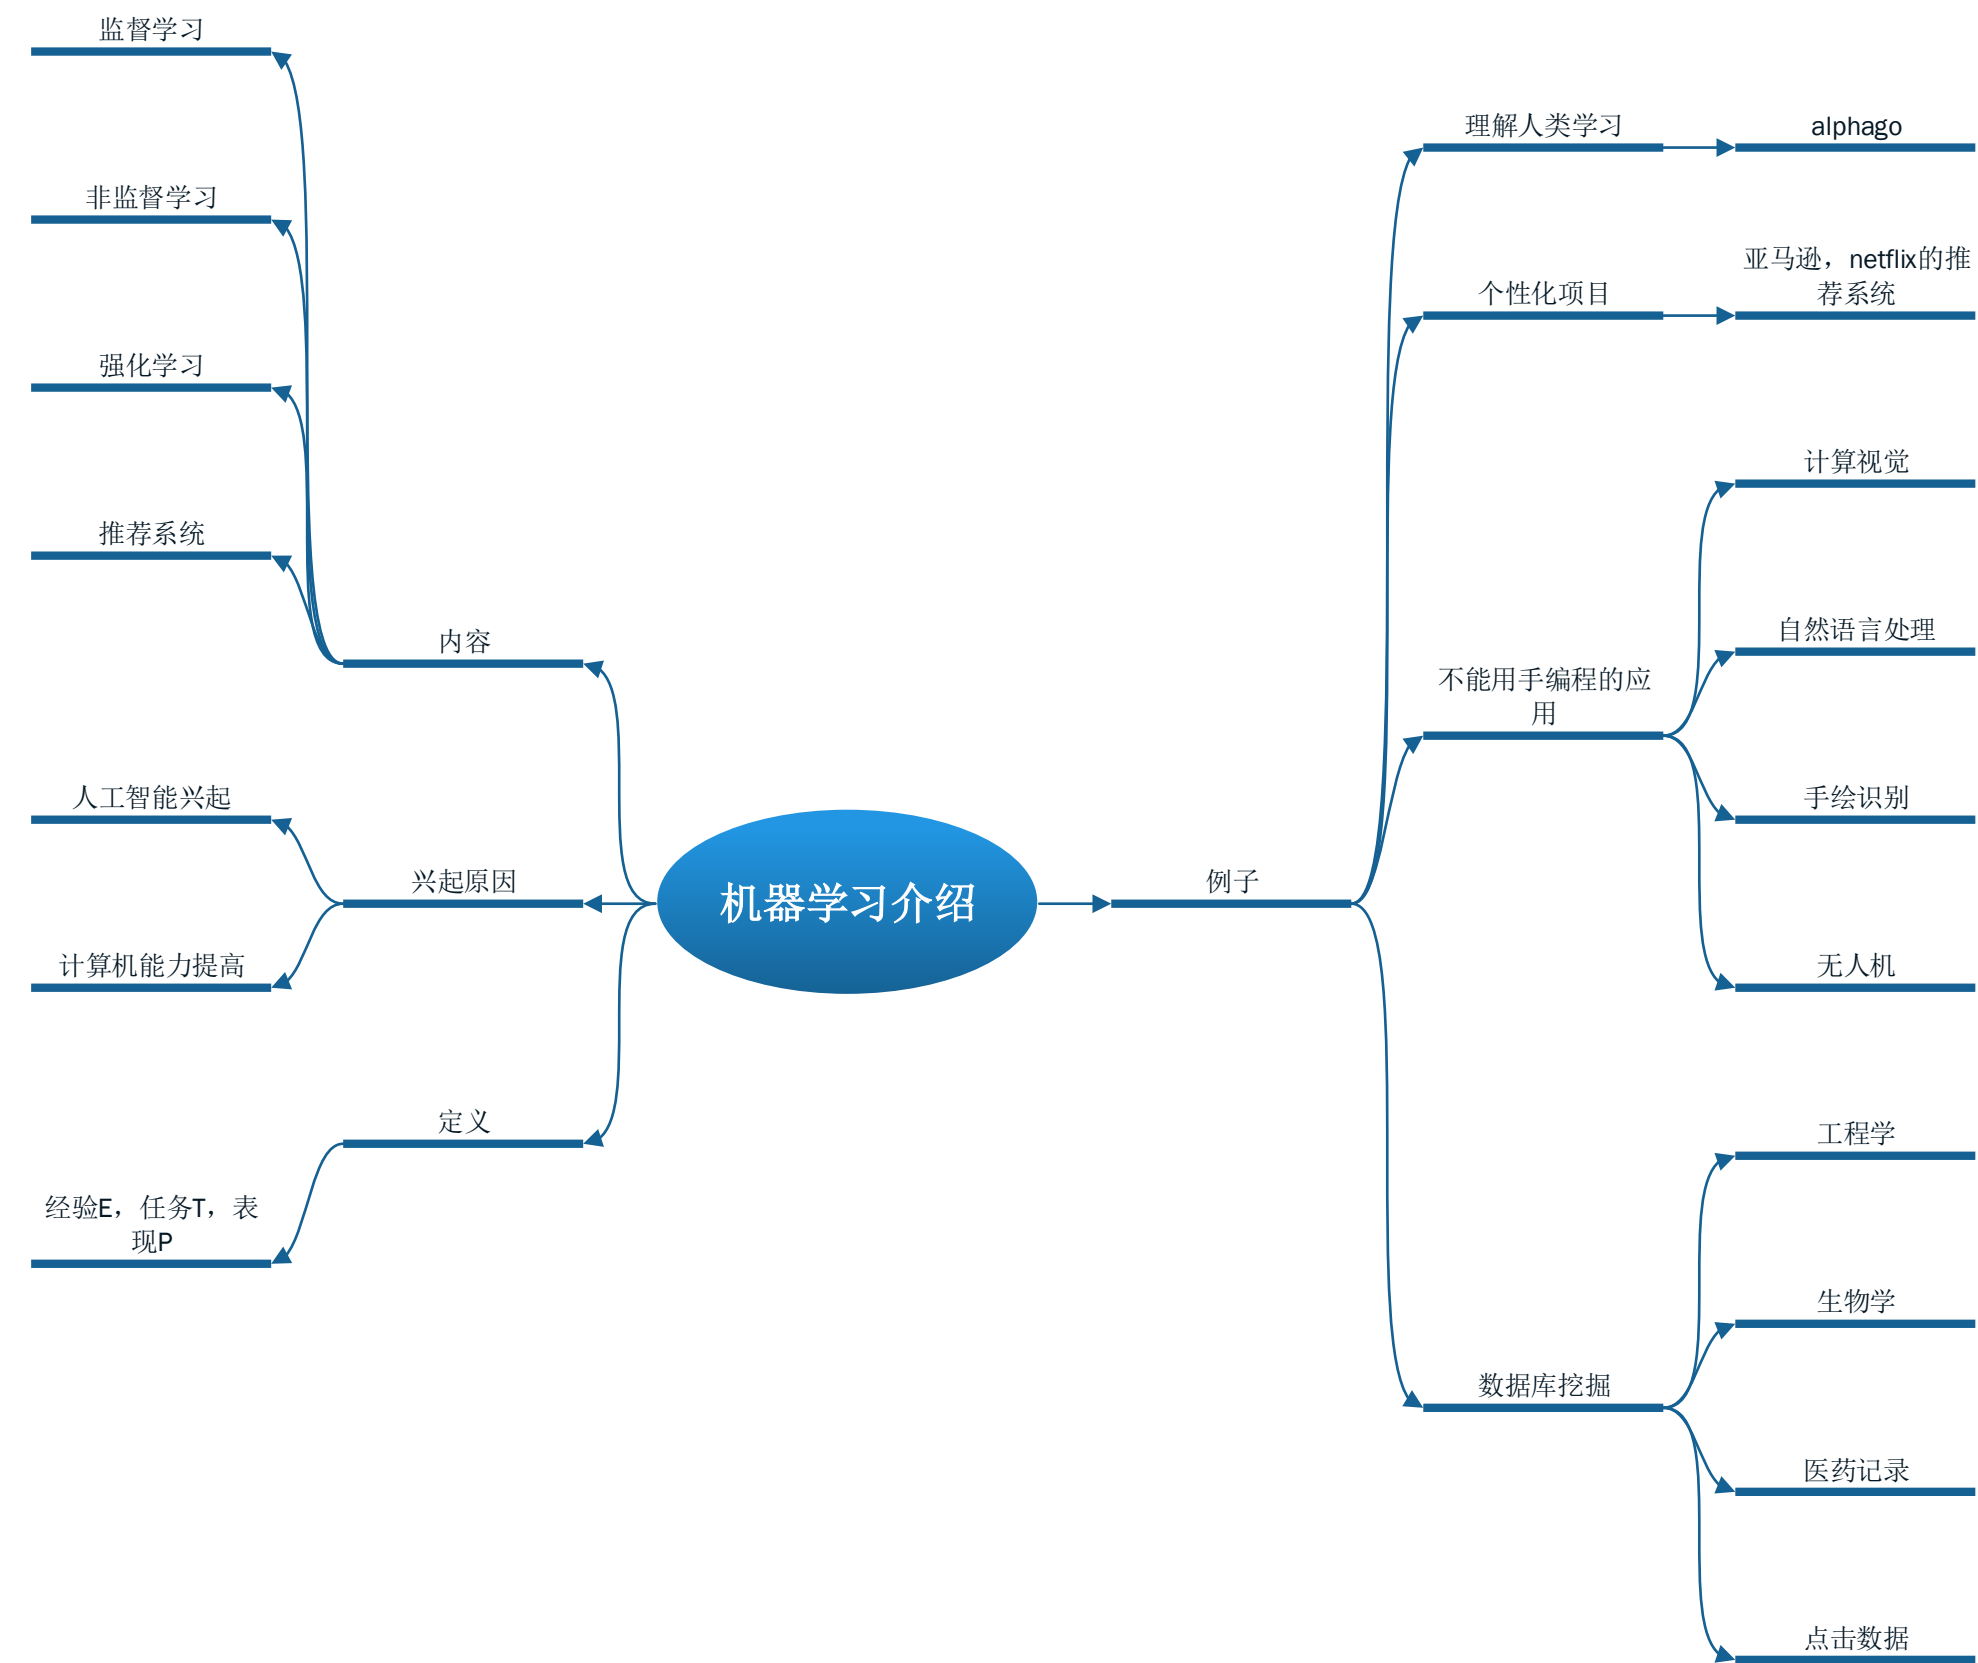 监督学习
非监督学习
强化学习
推荐系统
内容
人工智能兴起
兴起原因
计算机能力提高
定义
经验E，任务T，表
现P
机器学习介绍
例子
理解人类学习
alphago
个性化项目
亚马逊，netflix的推
荐系统
不能用手编程的应
用
计算视觉
自然语言处理
手绘识别
无人机
数据库挖掘
工程学
生物学
医药记录
点击数据